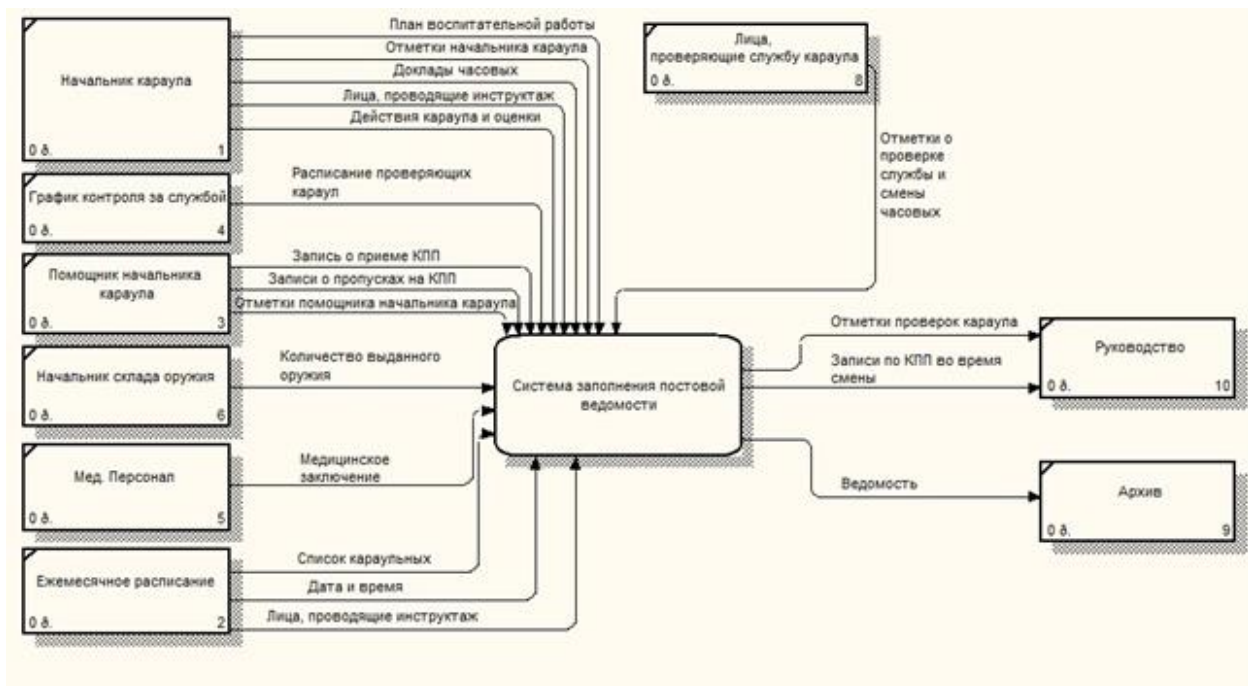 План воспитательной работы
Отметки начальника караула
Доклады часовых
Лица, проводящие инструктаж
Действия караула и оценки
Начальник караула
0 д.
1
Лица,
проверяющие службу караула
0 д.
8
Отметки о
проверке
службы и
смены
часовых
Расписание проверяющих
караул
График контроля за службой
0 д.
4
Запись о приеме КПП
Записи о пропусках на КПП
Отметки помощника начальника караула
Помощник начальника
караула
0 д.
3
Количество выданного
оружия
Начальник склада оружия
0 д.
6
Система заполнения постовой
ведомости
Отметки проверок караула
Записи по КПП во время
смены
Руководство
0 д.
10
Медицинское
заключение
Мед. Персонал
0 д.
5
Ведомость
Архив
0 д.
9
Список караульных
Дата и время
Лица, проводящие инструктаж
Ежемесячное расписание
0 д.
2